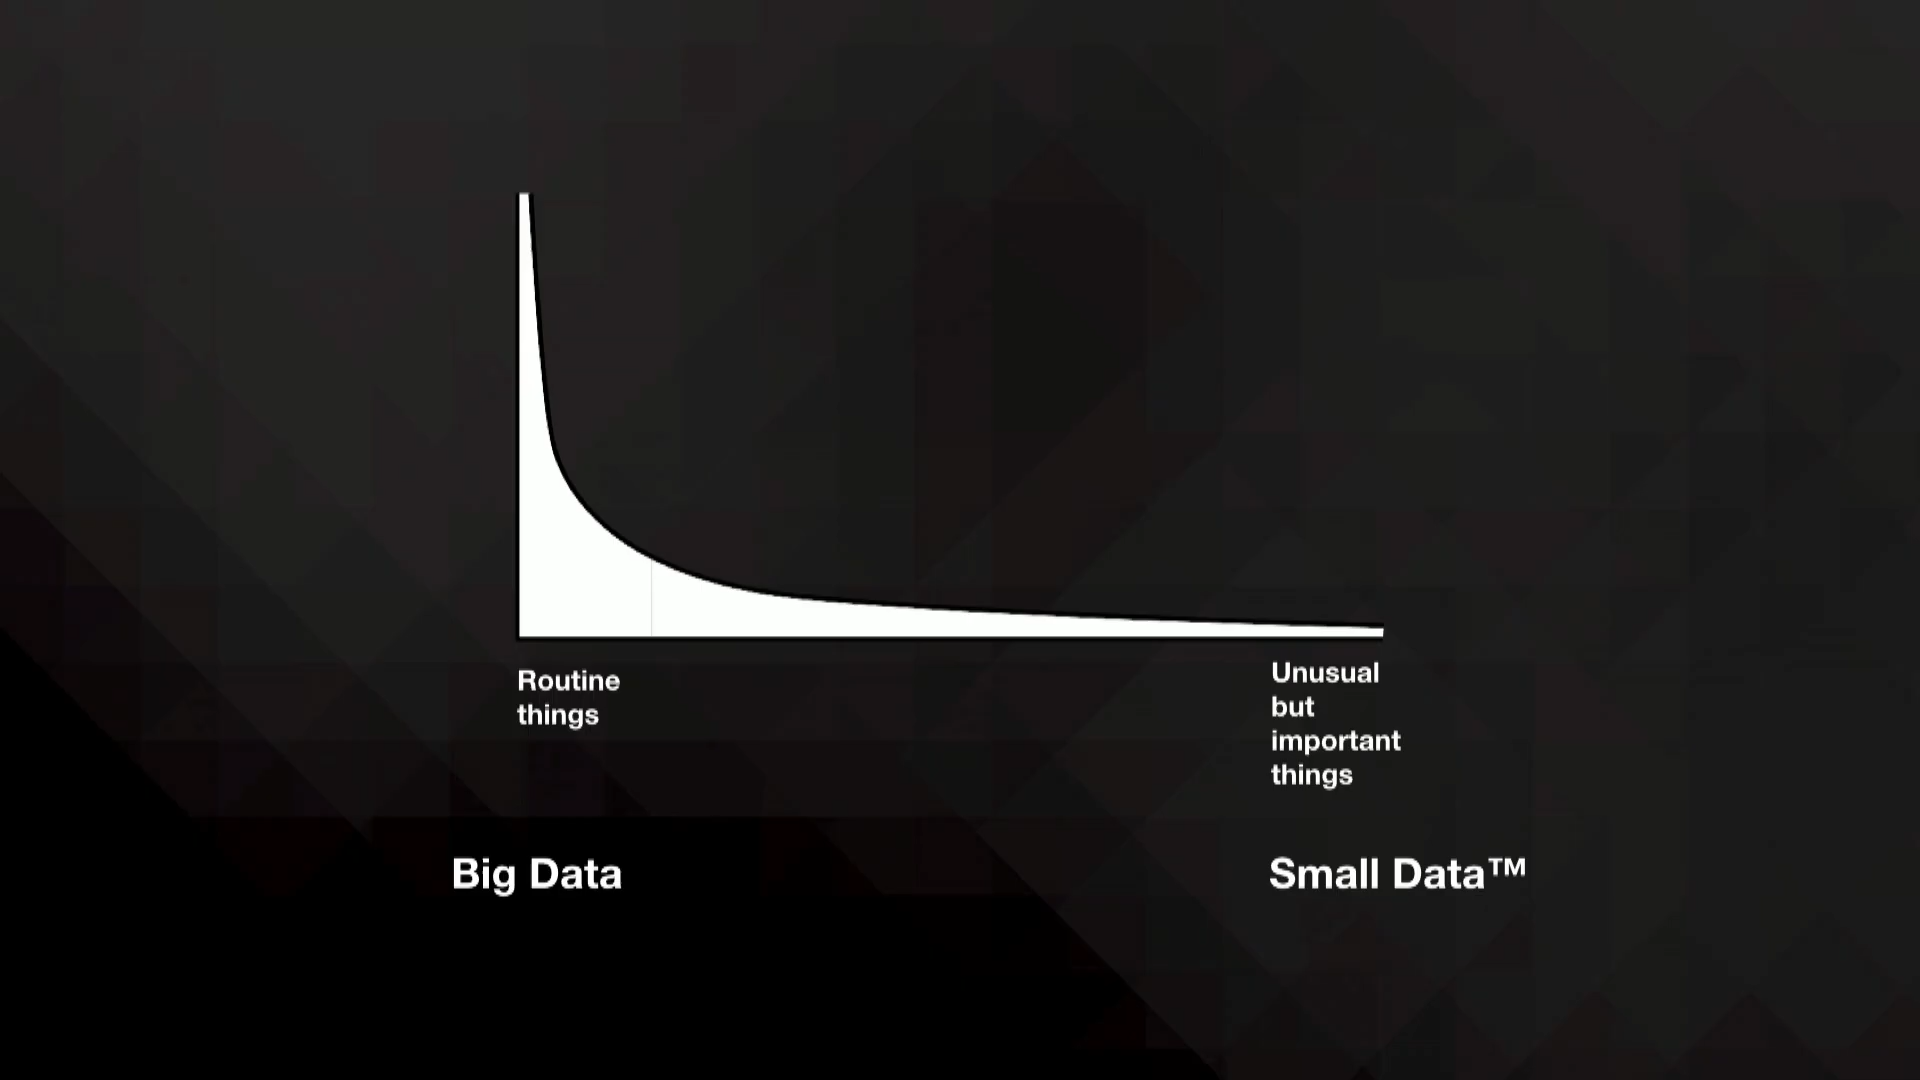 Routine
things
Unusual
but
important
things
Big Data
Small Data™